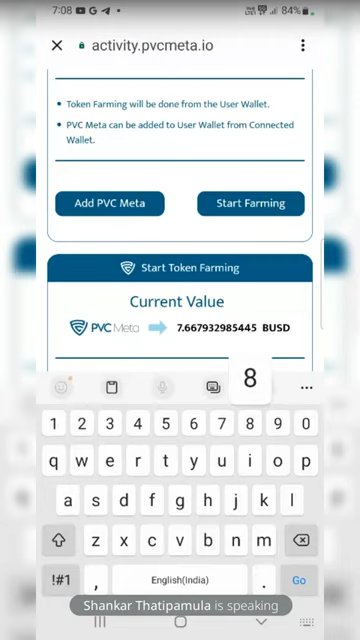 7:08 84%
activity.pvcmeta.io
Token Farming will be done from the User Wallet.
PVC Meta can be added to User Wallet from Connected
Wallet.
Add PVC Meta Start Farming
Start Token Farming
Current Value
PVC Meta 7.667932985445 BUSD
8
1 2 3 4 5 6 7 8 9 0
q w e r t y u i o p
a s d f g h j k l
z x c v b n m
!#1 , English(India) . Go
Shankar Thatipamula is speaking